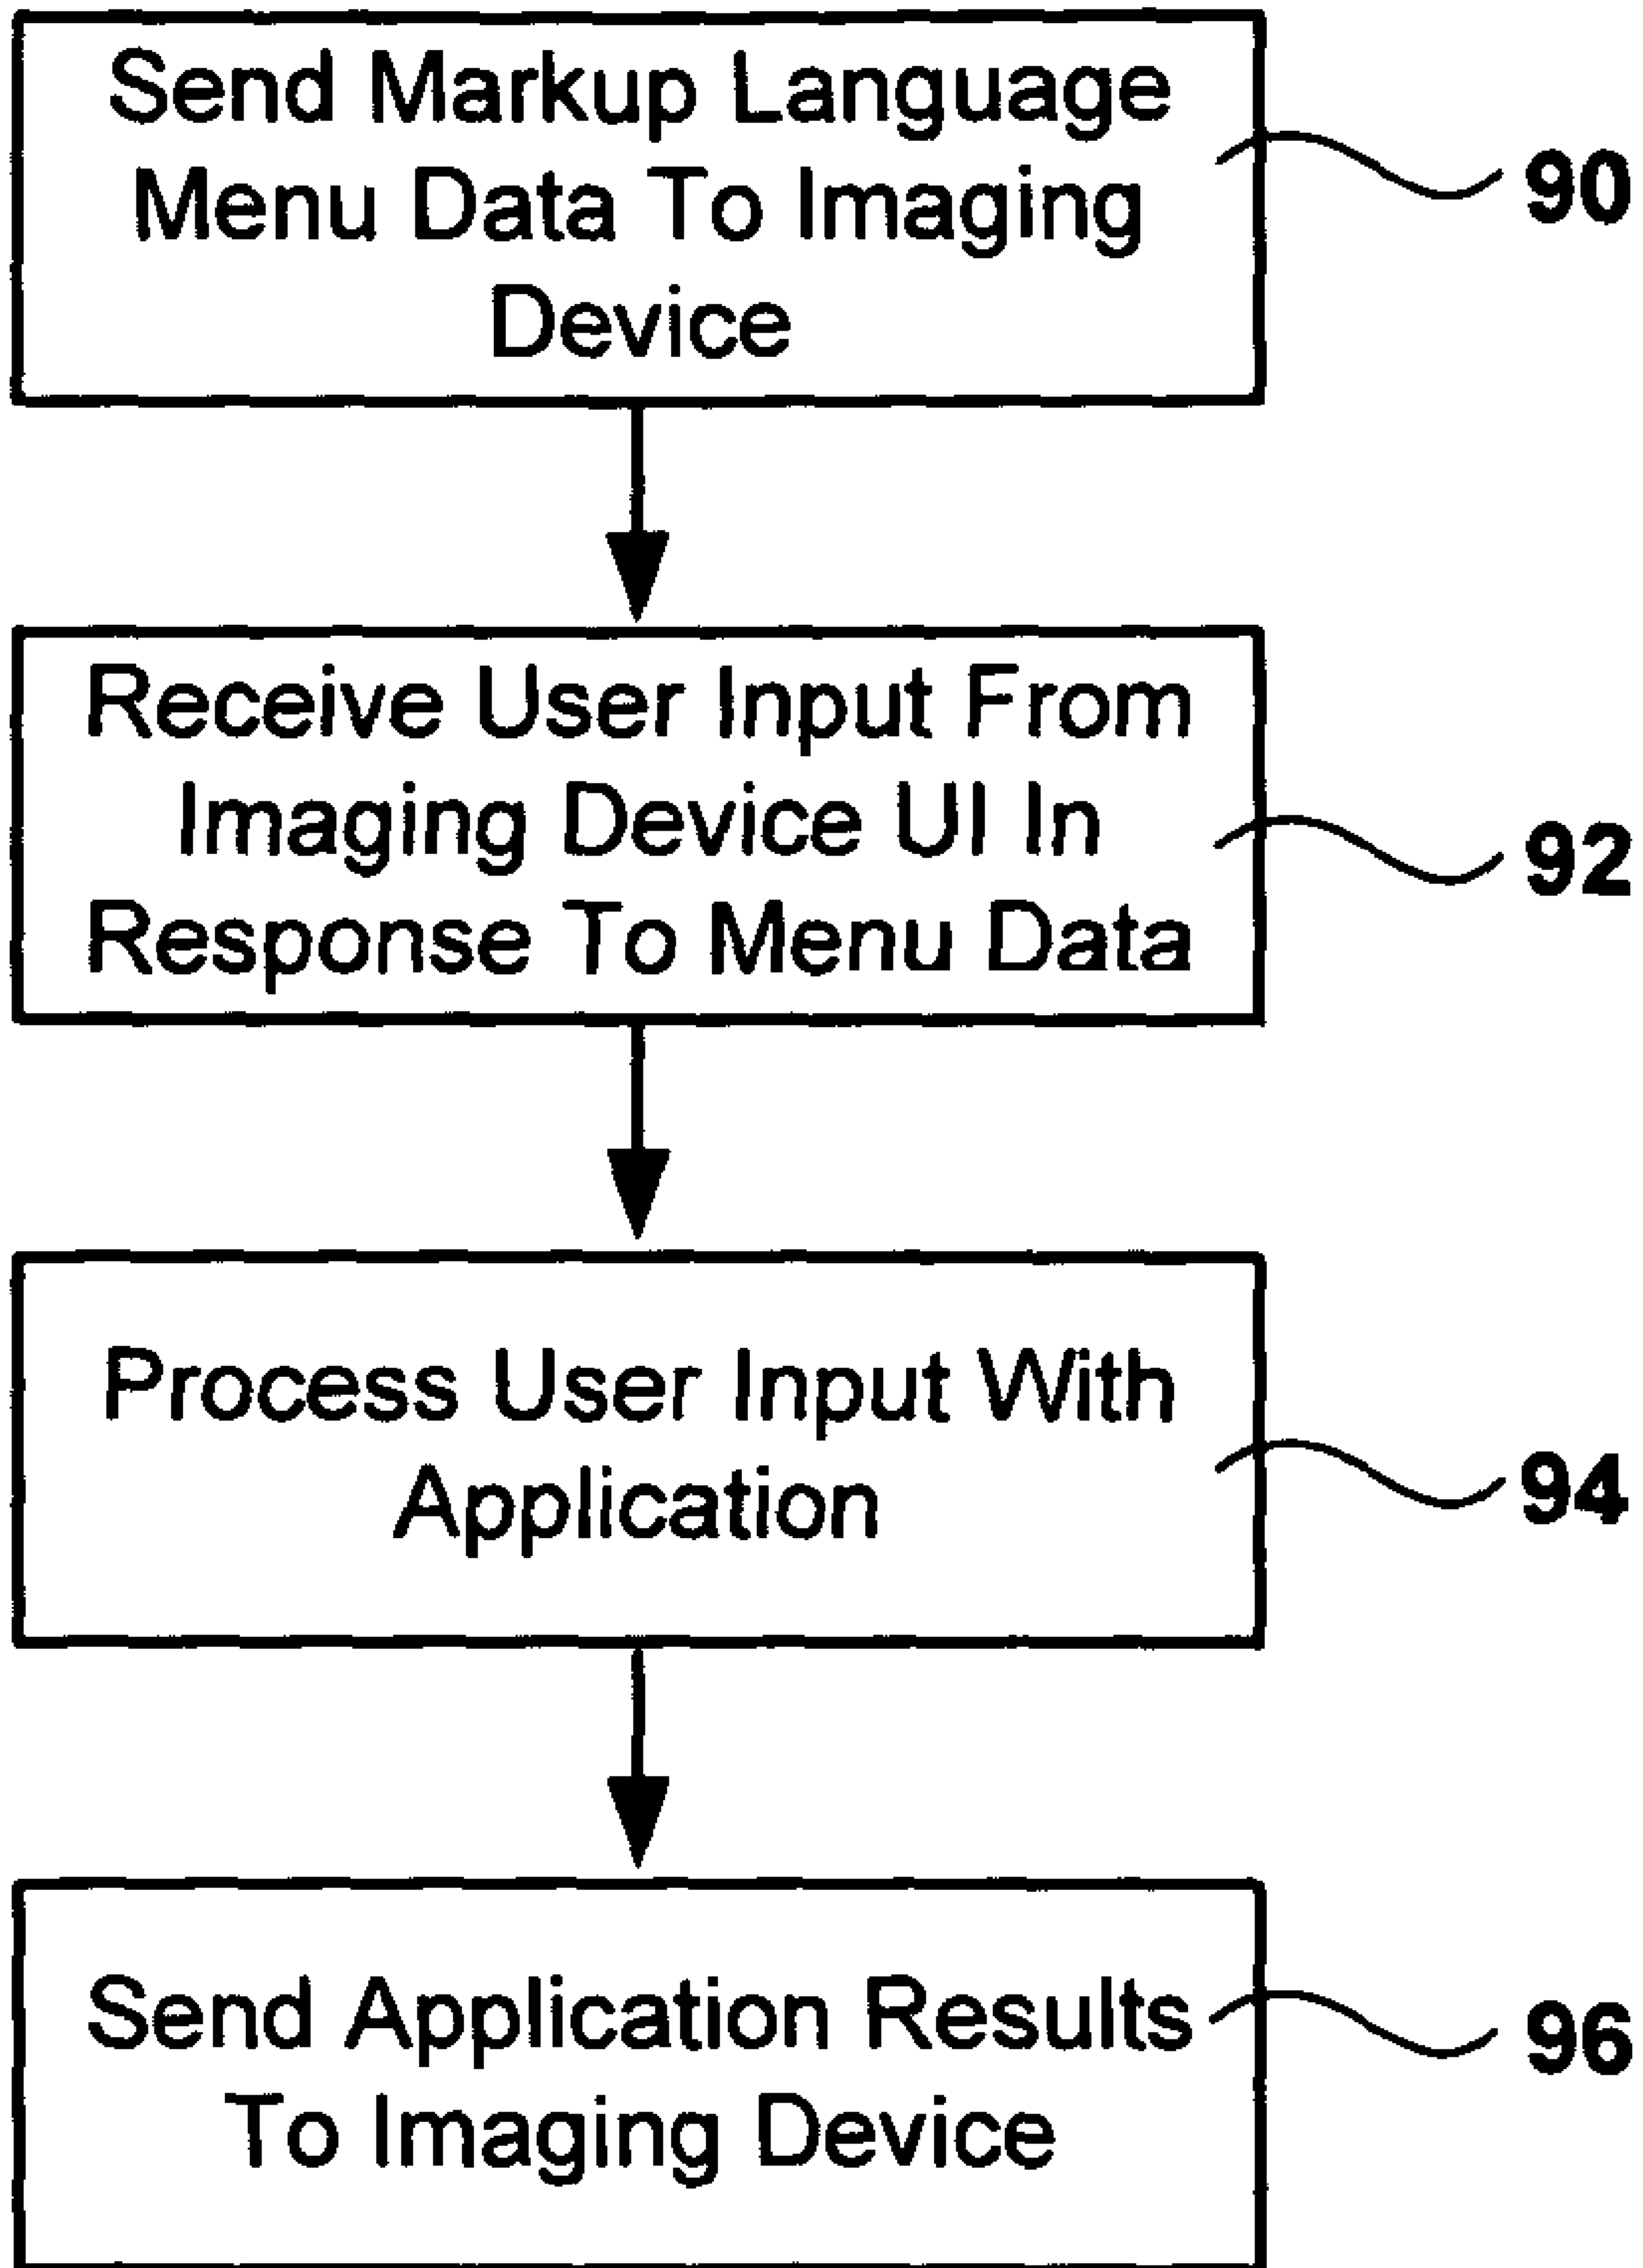 Send Markup Language
Menu Data To Imaging
Device
90
Receive User Input From
Imaging Device UI In
Response To Menu Data
92
Process User Input With
Application
94
Send Application Results
To Imaging Device
96